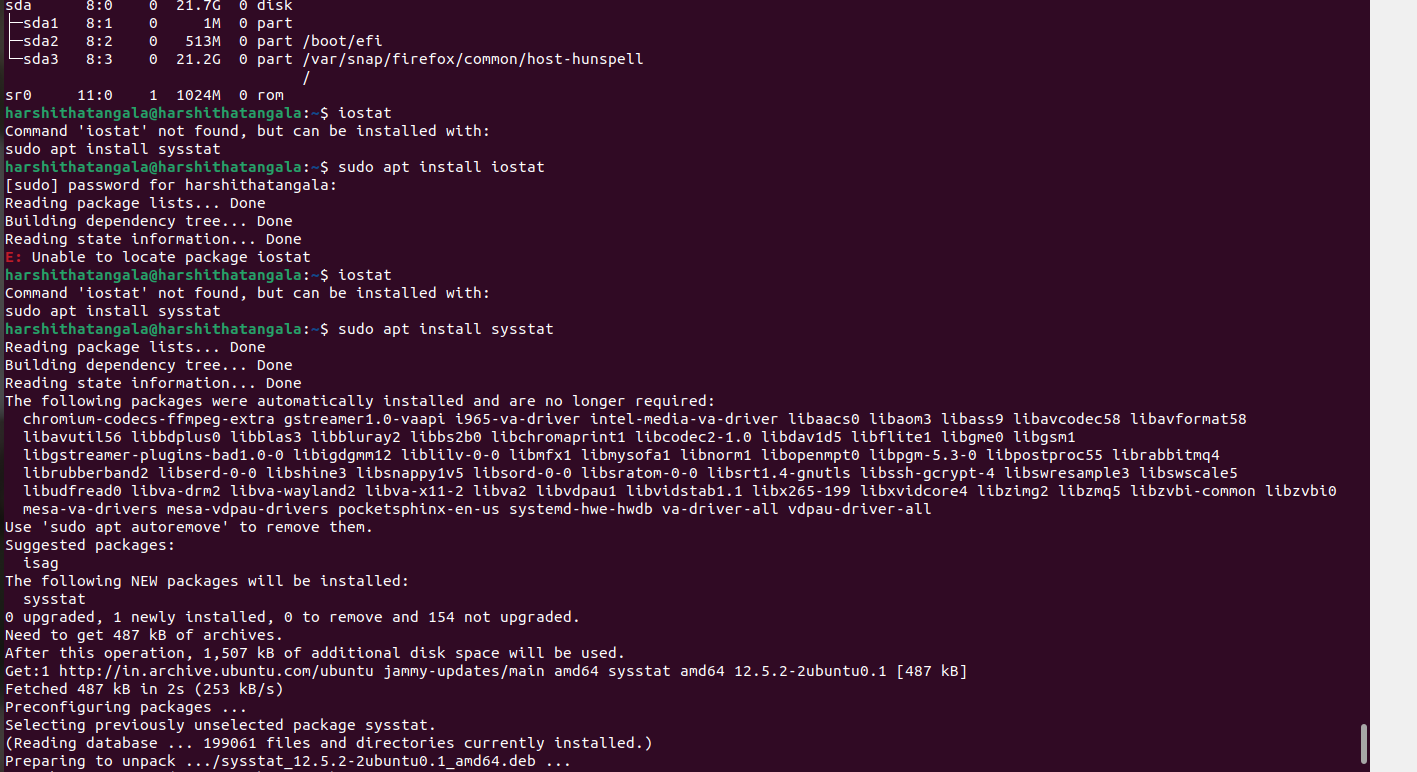 sda      8:0    0  21.7G  0 disk
├─sda1   8:1    0     1M  0 part
├─sda2   8:2    0   513M  0 part /boot/efi
└─sda3   8:3    0  21.2G  0 part /var/snap/firefox/common/host-hunspell
                                 /
sr0     11:0    1  1024M  0 rom
harshithatangala@harshithatangala:~$ iostat
Command 'iostat' not found, but can be installed with:
sudo apt install sysstat
harshithatangala@harshithatangala:~$ sudo apt install iostat
[sudo] password for harshithatangala:
Reading package lists... Done
Building dependency tree... Done
Reading state information... Done
E: Unable to locate package iostat
harshithatangala@harshithatangala:~$ iostat
Command 'iostat' not found, but can be installed with:
sudo apt install sysstat
harshithatangala@harshithatangala:~$ sudo apt install sysstat
Reading package lists... Done
Building dependency tree... Done
Reading state information... Done
The following packages were automatically installed and are no longer required:
  chromium-codecs-ffmpeg-extra gstreamer1.0-vaapi i965-va-driver intel-media-va-driver libaacs0 libaom3 libass9 libavcodec58 libavformat58
  libavutil56 libbdplus0 libblas3 libbluray2 libbs2b0 libchromaprint1 libcodec2-1.0 libdav1d5 libflite1 libgme0 libgsm1
  libgstreamer-plugins-bad1.0-0 libigdgmm12 liblilv-0-0 libmfx1 libmysofa1 libnorm1 libopenmpt0 libpgm-5.3-0 libpostproc55 librabbitmq4
  librubberband2 libserd-0-0 libshine3 libsnappy1v5 libsord-0-0 libsratom-0-0 libsrt1.4-gnutls libssh-gcrypt-4 libswresample3 libswscale5
  libudfread0 libva-drm2 libva-wayland2 libva-x11-2 libva2 libvdpau1 libvidstab1.1 libx265-199 libxvidcore4 libzimg2 libzmq5 libzvbi-common libzvbi0
  mesa-va-drivers mesa-vdpau-drivers pocketsphinx-en-us systemd-hwe-hwdb va-driver-all vdpau-driver-all
Use 'sudo apt autoremove' to remove them.
Suggested packages:
  isag
The following NEW packages will be installed:
  sysstat
0 upgraded, 1 newly installed, 0 to remove and 154 not upgraded.
Need to get 487 kB of archives.
After this operation, 1,507 kB of additional disk space will be used.
Get:1 http://in.archive.ubuntu.com/ubuntu jammy-updates/main amd64 sysstat amd64 12.5.2-2ubuntu0.1 [487 kB]
Fetched 487 kB in 2s (253 kB/s)
Preconfiguring packages ...
Selecting previously unselected package sysstat.
(Reading database ... 199061 files and directories currently installed.)
Preparing to unpack .../sysstat_12.5.2-2ubuntu0.1_amd64.deb ...